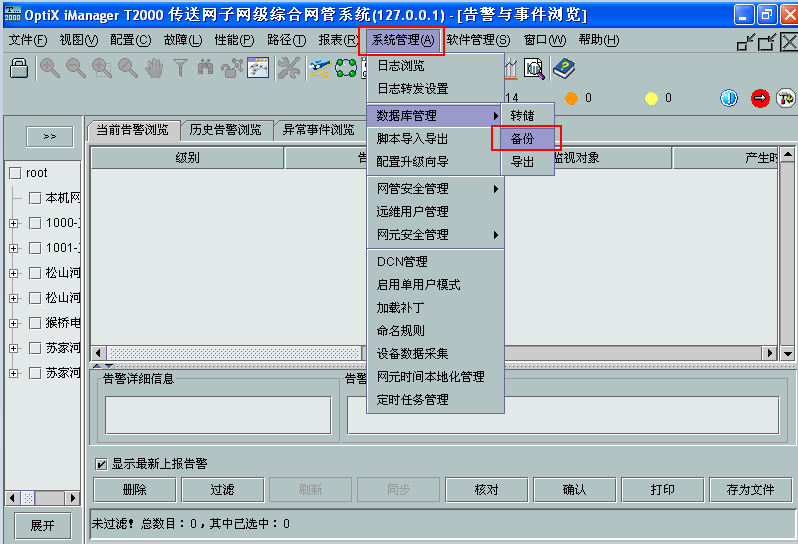 OptiX iManager T2000 传送网子网级综合网管系统(127.0.0.1) - [告警与事件浏览]
文件(F) 视图(V) 配置(C) 故障(L) 性能(P) 路径(T) 报表(R 系统管理(A) 软件管理(S) 窗口(W) 帮助(H)
日志浏览
日志转发设置
14 0 0
数据库管理 转储
脚本导入导出 备份
配置升级向导 导出
网管安全管理
远维用户管理
网元安全管理
DCN管理
启用单用户模式
加载补丁
命名规则
设备数据采集
网元时间本地化管理
定时任务管理
>>
当前告警浏览 历史告警浏览 异常事件浏览
级别 监视对象 产生时
root
本机网
1000-
1001-
松山河
松山河
猴桥电
苏家河
苏家河
展开
告警详细信息 告警
显示最新上报告警
删除 过滤 刷新 同步 核对 确认 打印 存为文件
未过滤! 总数目:0,其中已选中:0